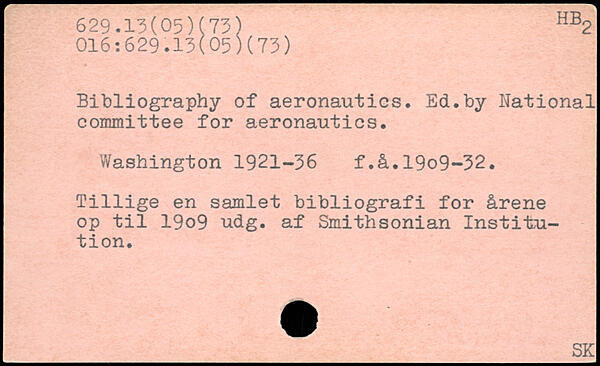 629.13(05)(73)
HB2
016:629.13(05)(73)
Bibliography of aeronautics. Ed.by National
committee for aeronautics.
Washington 1921-36 f.å.19o9-32.
Tillige en samlet bibliografi for årene
op til 19o9 udg. af Smithsonian Institu-
tion.
SK